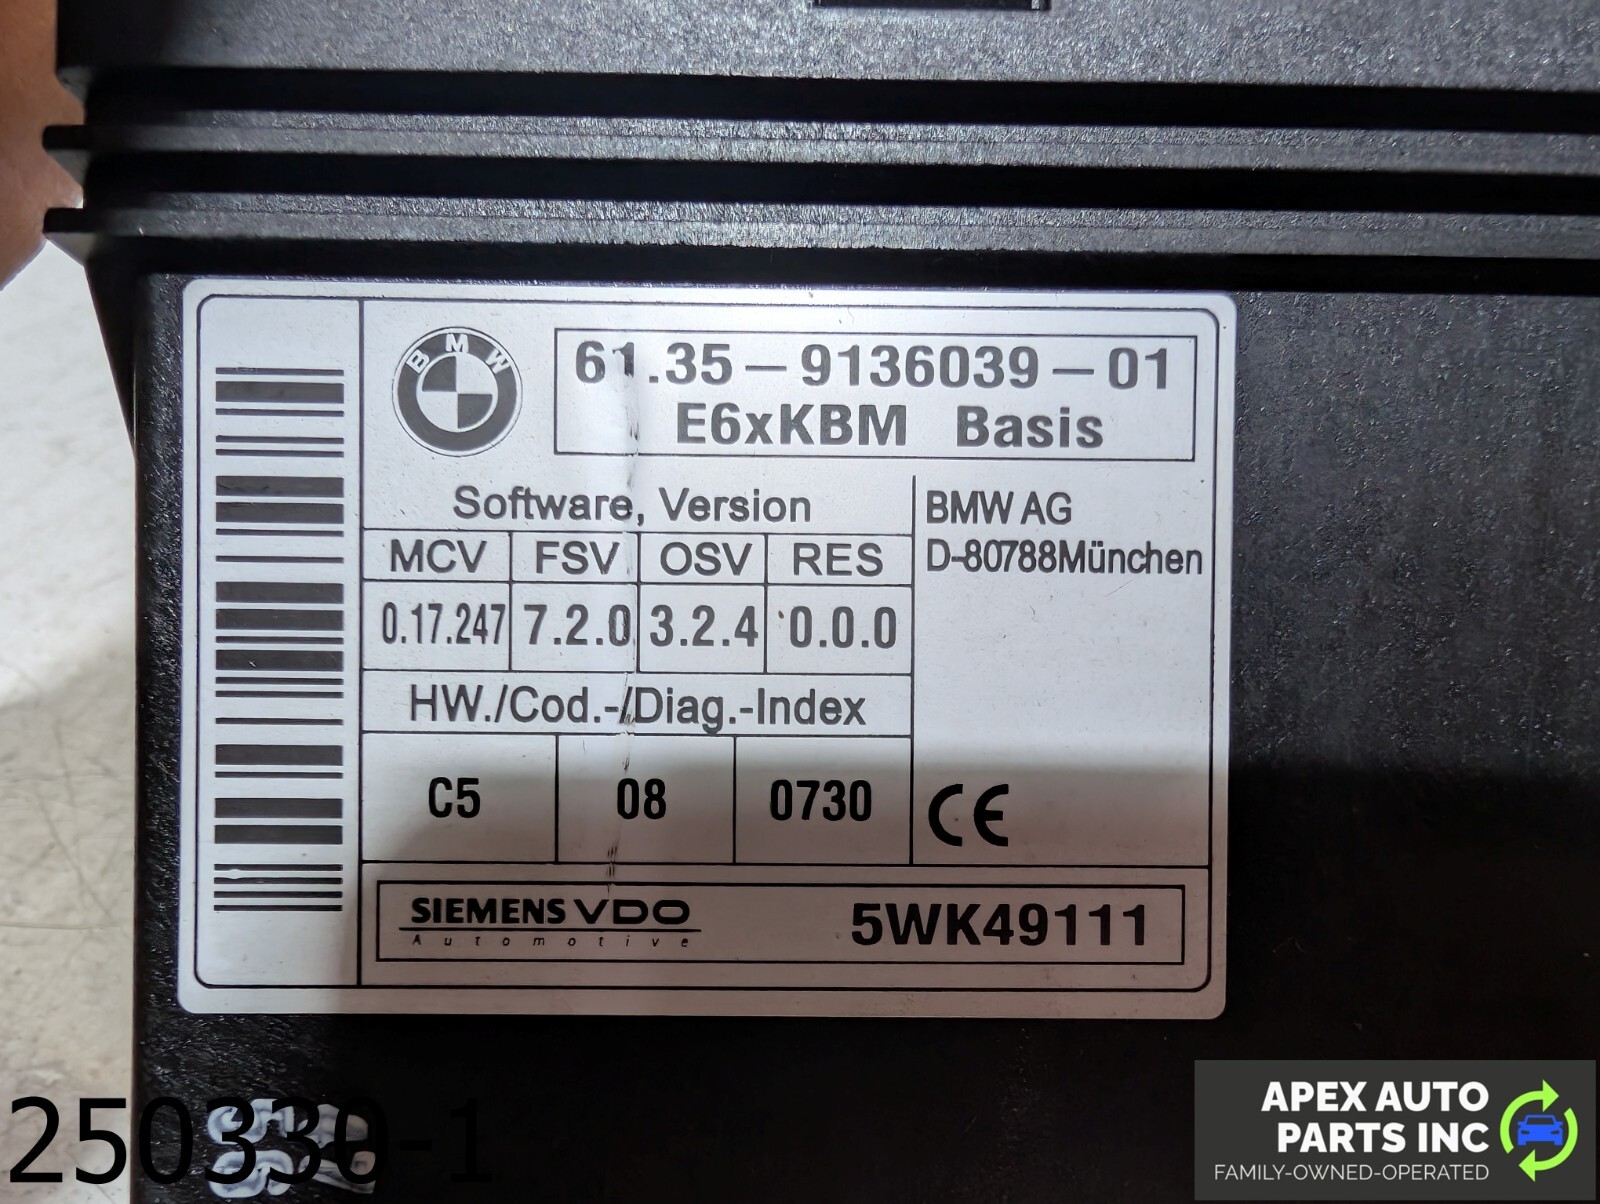 BMW
61.35-9136039-01
E6xKBM Basis
Software, Version
MCV FSV OSV RES
0.17.247 7.2.0 3.2.4 0.0.0
HW./Cod.-/Diag.-Index
C5 08 0730
BMW AG
D-80788München
CE
SIEMENS VDO
Automotive
5WK49111
250330-1
APEX AUTO
PARTS INC
FAMILY-OWNED-OPERATED